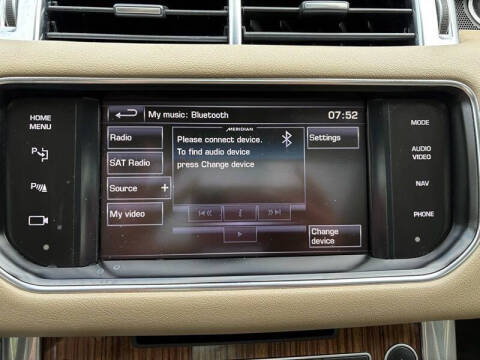 HOME
MENU
P
P
My music: Bluetooth
07:52
Radio
SAT Radio
Source +
My video
MERIDIAN
Please connect device.
To find audio device
press Change device
i
Settings
Change
device
MODE
AUDIO
VIDEO
NAV
PHONE